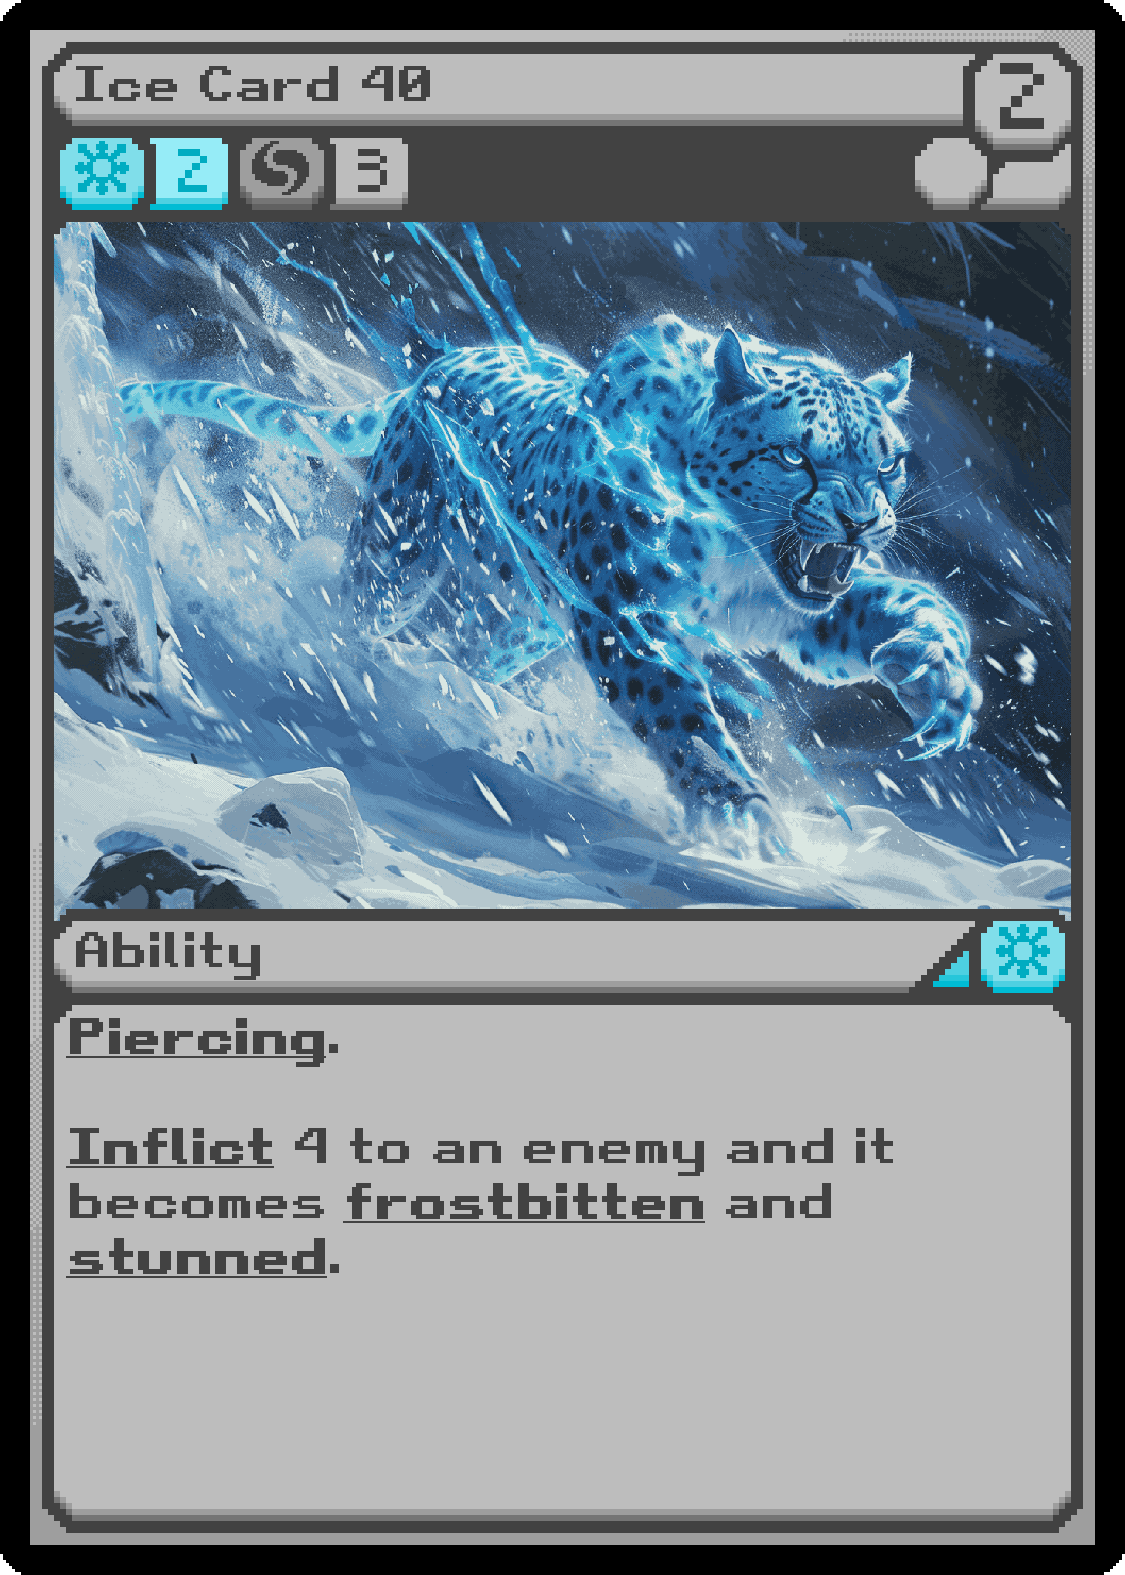 Ice Card 40
2
2
3
Ability
Piercing.
Inflict 4 to an enemy and it
becomes frostbitten and
stunned.